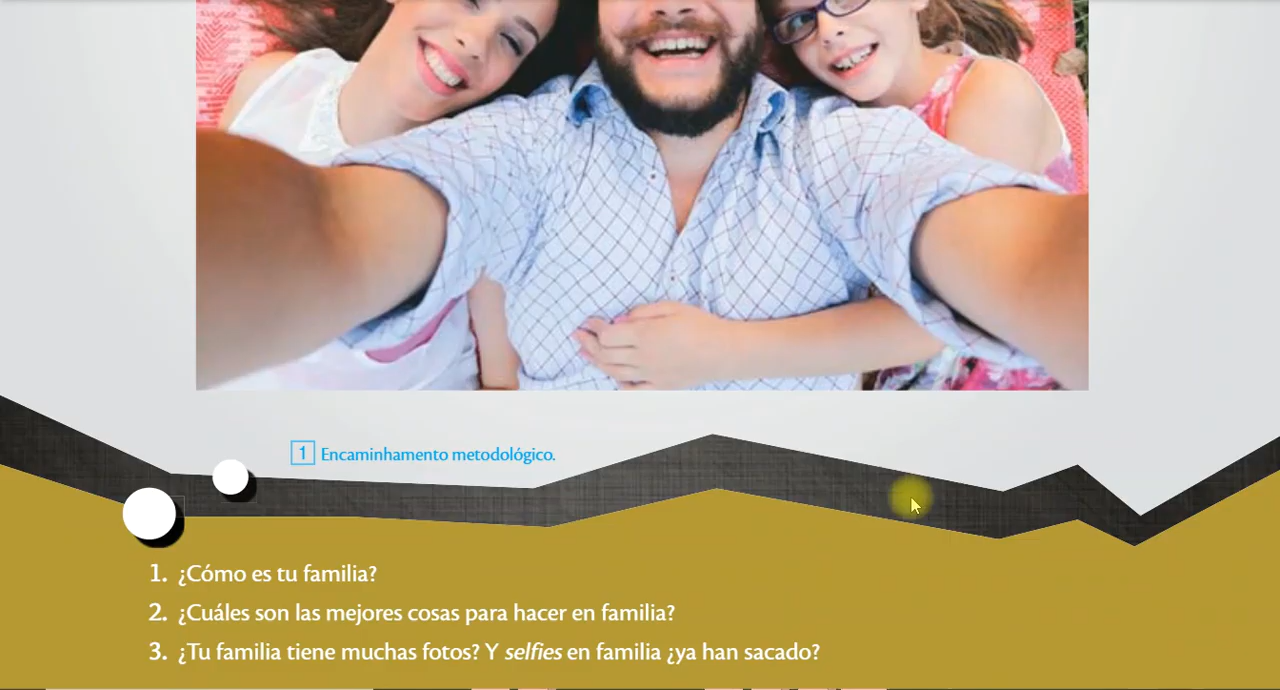 1 Encaminhamento metodológico.
1. ¿Cómo es tu familia?
2. ¿Cuáles son las mejores cosas para hacer en familia?
3. ¿Tu familia tiene muchas fotos? Y selfies en familia ¿ya han sacado?